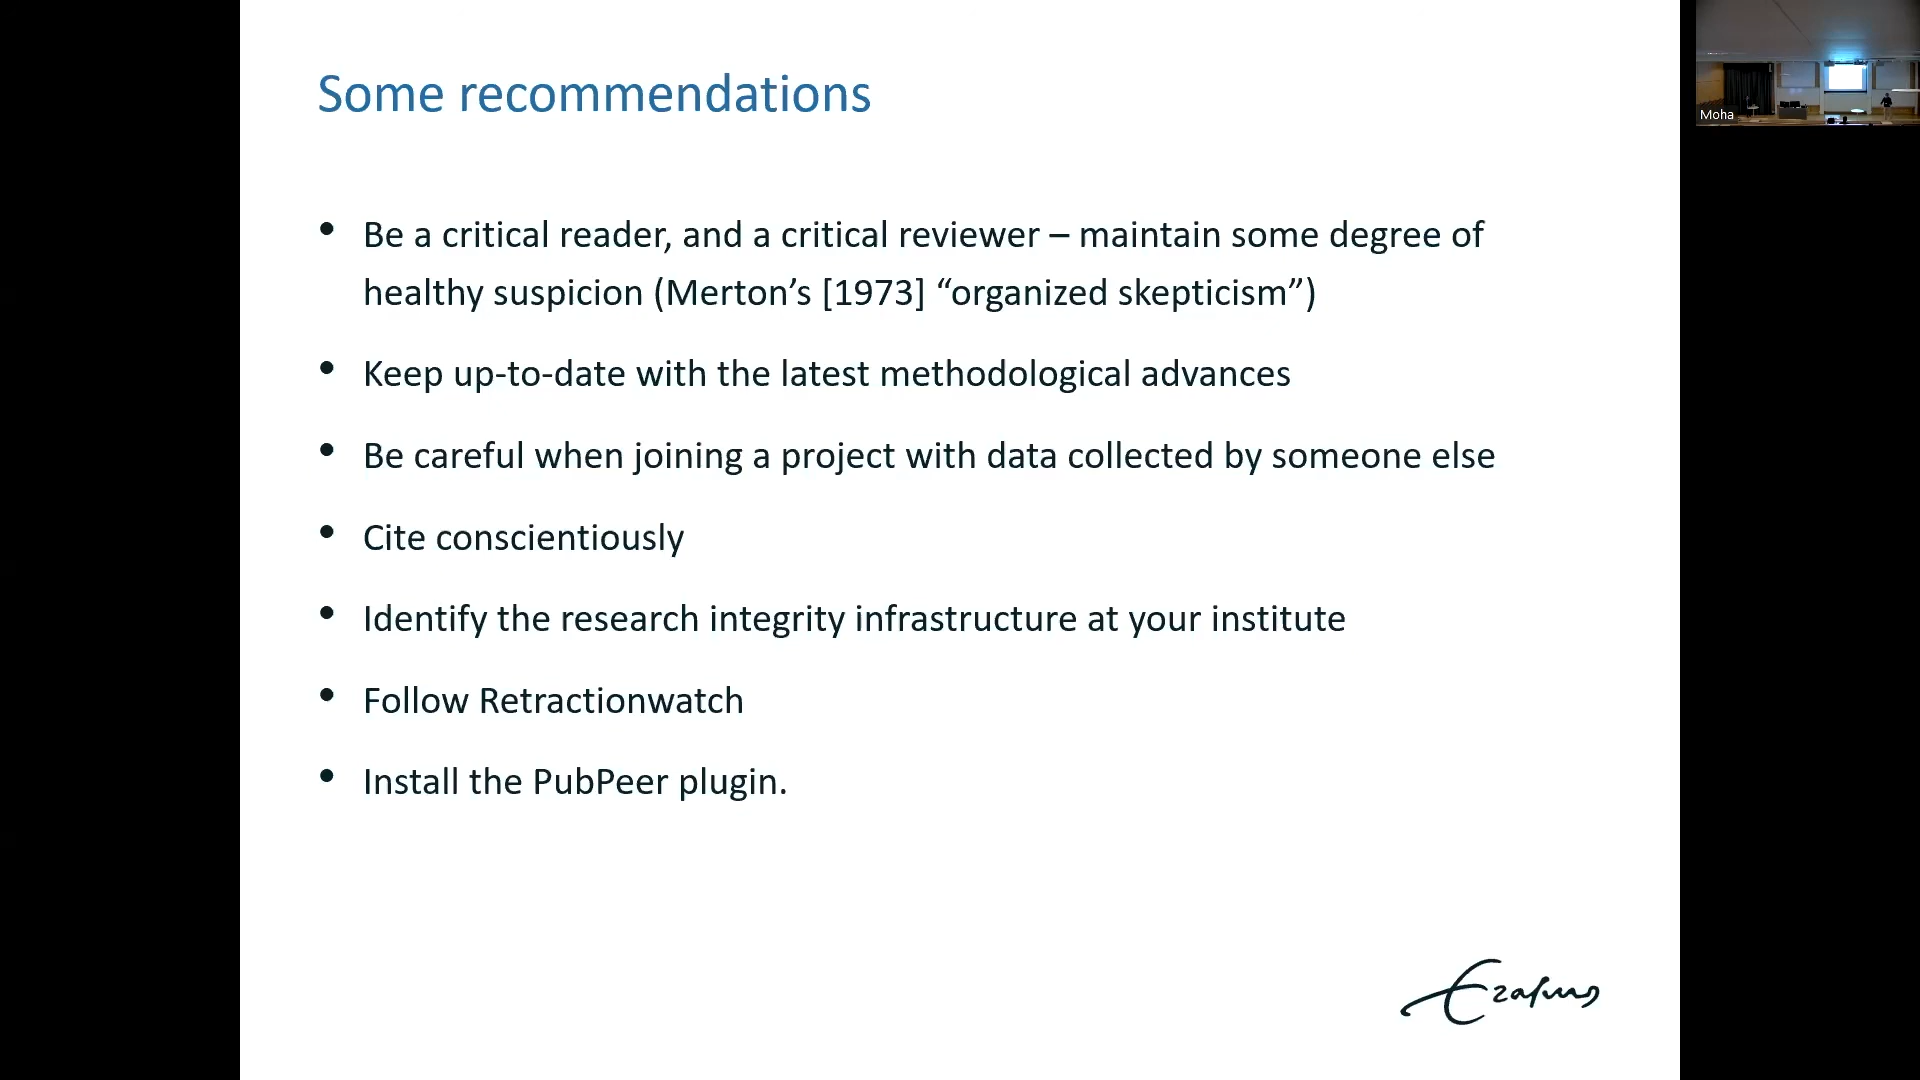 Some recommendations
Moha
• Be a critical reader, and a critical reviewer – maintain some degree of
healthy suspicion (Merton’s [1973] “organized skepticism”)
• Keep up-to-date with the latest methodological advances
• Be careful when joining a project with data collected by someone else
• Cite conscientiously
• Identify the research integrity infrastructure at your institute
• Follow Retractionwatch
• Install the PubPeer plugin.
Erasmus